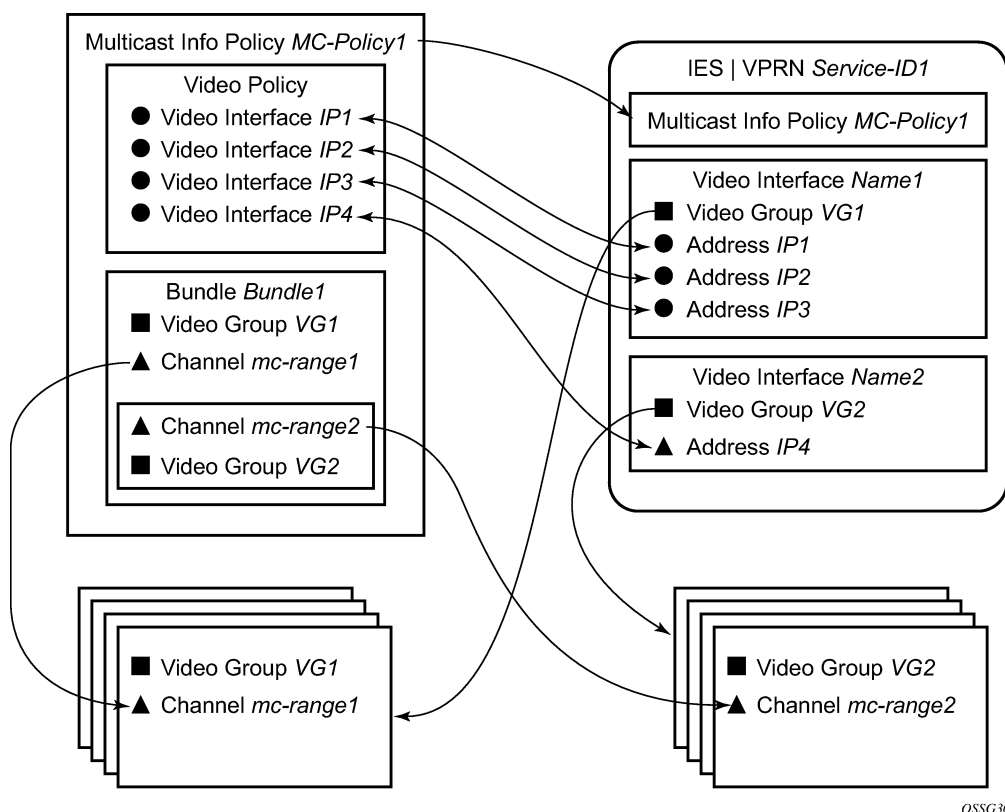 Multicast Info Policy MC-Policy1
Video Policy
Video Interface IP1
Video Interface IP2
Video Interface IP3
Video Interface IP4
Bundle Bundle1
Video Group VG1
Channel mc-range1
Channel mc-range2
Video Group VG2
IES | VPRN Service-ID1
Multicast Info Policy MC-Policy1
Video Interface Name1
Video Group VG1
Address IP1
Address IP2
Address IP3
Video Interface Name2
Video Group VG2
Address IP4
Video Group VG1
Channel mc-range1
Video Group VG2
Channel mc-range2